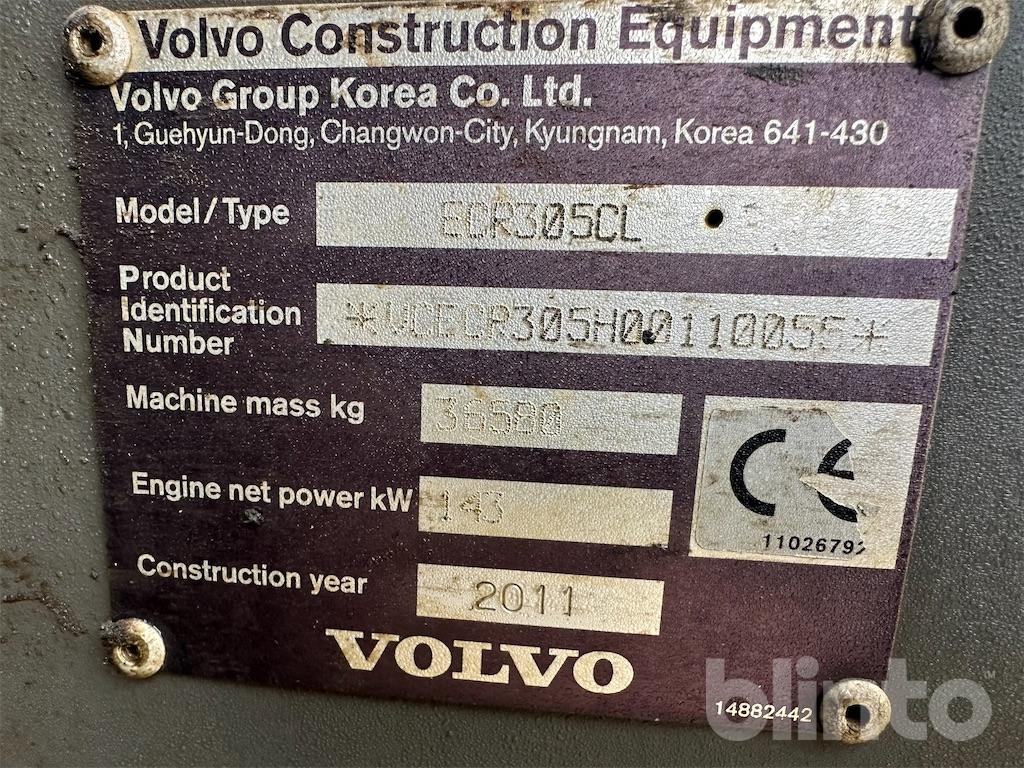 Volvo Construction Equipment
Volvo Group Korea Co. Ltd.
1, Guehyun-Dong, Changwon-City, Kyungnam, Korea 641-430
Model/Type ECR305CL
Product
Identification
Number
Machine mass kg 36580
Engine net power kW 143
CE
11026792
Construction year 2011
VOLVO
14882442
blinto